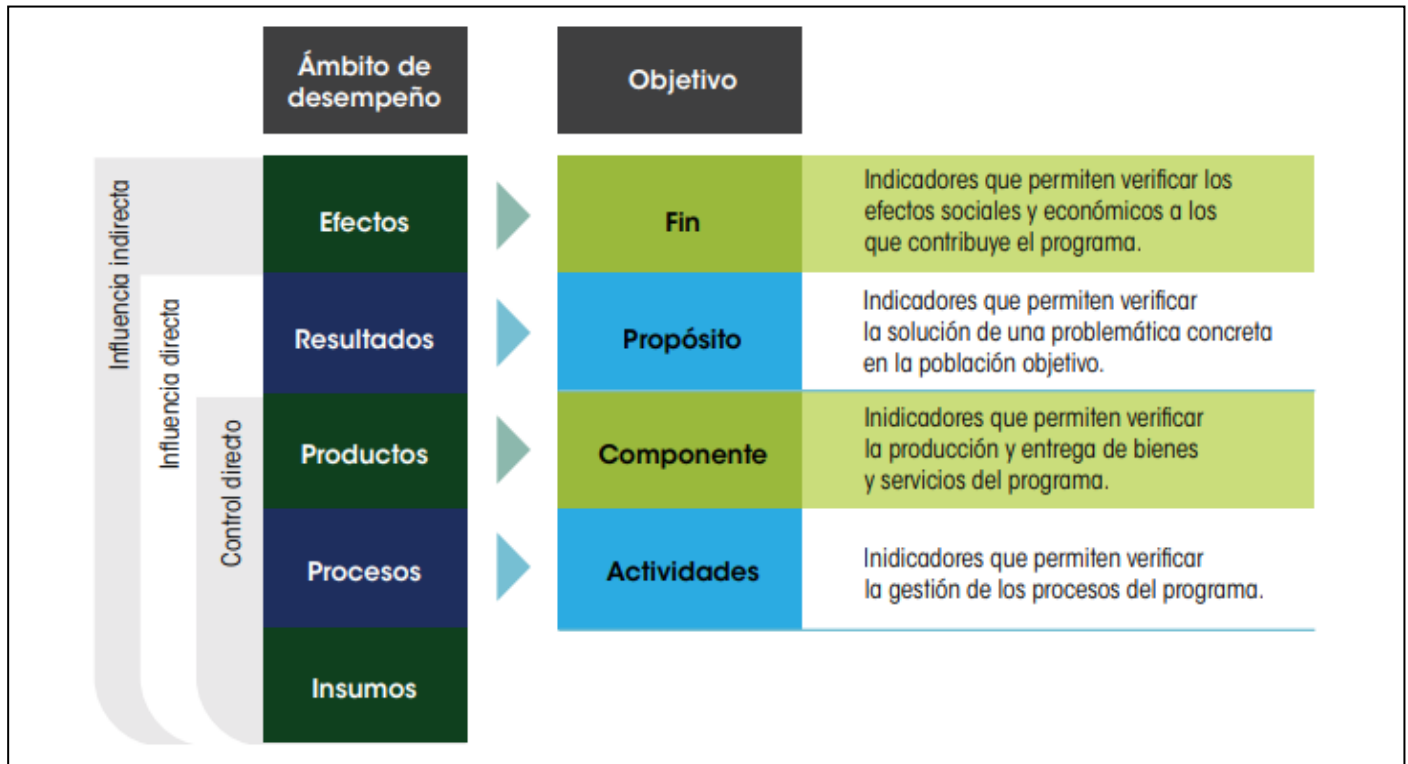 Ámbito de
desempeño
Objetivo
Influencia indirecta
Influencia directa
Control directo
Efectos
Fin
Indicadores que permiten verificar los
efectos sociales y económicos a los
que contribuye el programa.
Resultados
Propósito
Indicadores que permiten verificar
la solución de una problemática concreta
en la población objetivo.
Productos
Componente
Inidicadores que permiten verificar
la producción y entrega de bienes
y servicios del programa.
Procesos
Actividades
Inidicadores que permiten verificar
la gestión de los procesos del programa.
Insumos